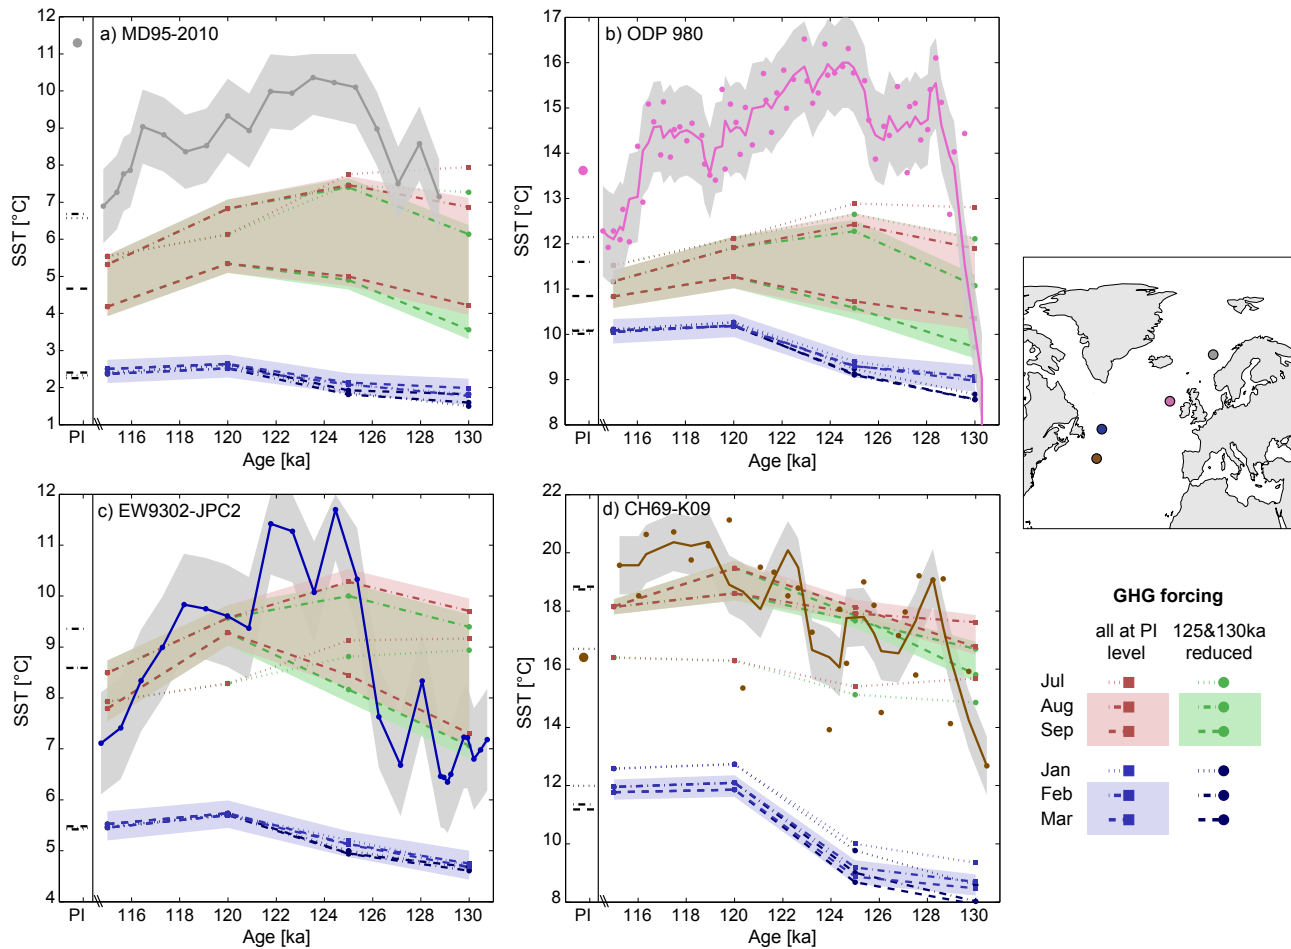 a) MD95-2010
12
11
10
9
8
7
6
5
4
3
2
1
SST [°C]
PI
116
118
120
122
124
126
128
130
Age [ka]
b) ODP 980
17
16
15
14
13
12
11
10
9
8
SST [°C]
PI
116
118
120
122
124
126
128
130
Age [ka]
c) EW9302-JPC2
12
11
10
9
8
7
6
5
4
SST [°C]
PI
116
118
120
122
124
126
128
130
Age [ka]
d) CH69-K09
22
20
18
16
14
12
10
8
SST [°C]
PI
116
118
120
122
124
126
128
130
Age [ka]
GHG forcing
all at PI 125&130ka
level reduced
Jul
Aug
Sep
Jan
Feb
Mar